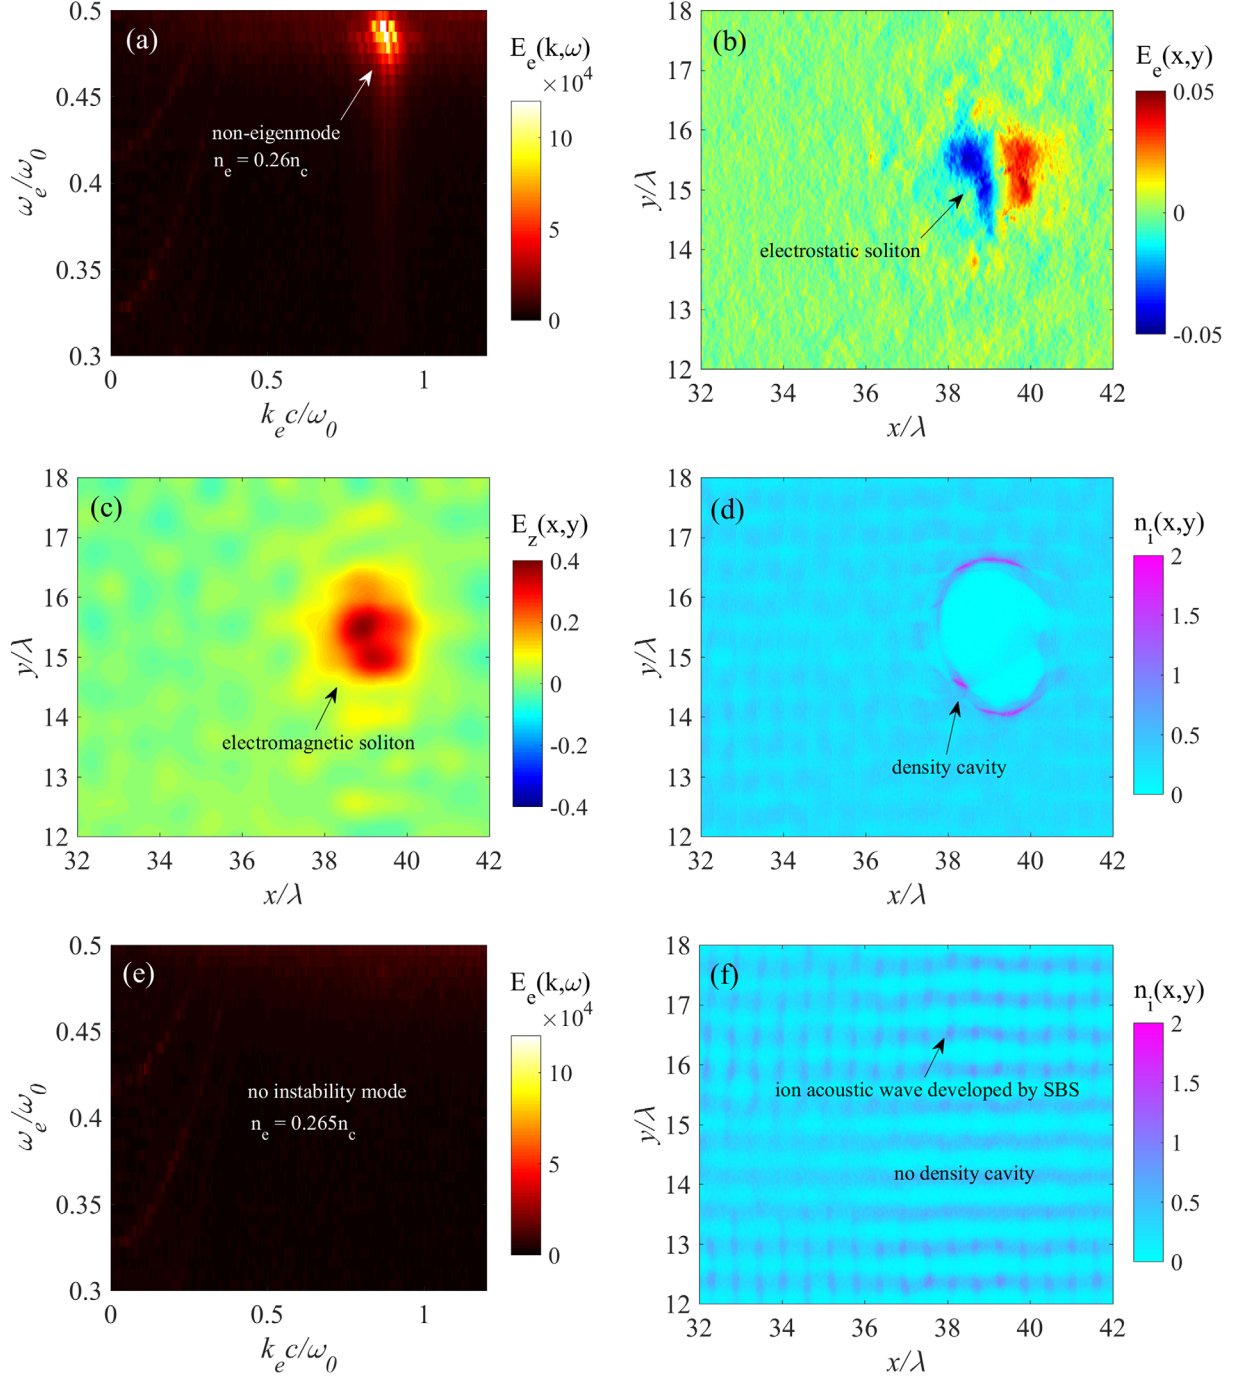 (a)
E_e(k,ω)
×10^4
non-eigenmode
n_e = 0.26n_c
0.5
0.45
0.4
0.35
0.3
ω_e/ω_0
0
0.5
1
k_e c/ω_0
10
5
0
(b)
E_e(x,y)
electrostatic soliton
18
17
16
15
14
13
12
y/λ
32
34
36
38
40
42
x/λ
0.05
0
-0.05
(c)
E_z(x,y)
electromagnetic soliton
18
17
16
15
14
13
12
y/λ
32
34
36
38
40
42
x/λ
0.4
0.2
0
-0.2
-0.4
(d)
n_i(x,y)
density cavity
18
17
16
15
14
13
12
y/λ
32
34
36
38
40
42
x/λ
2
1.5
1
0.5
0
(e)
E_e(k,ω)
×10^4
no instability mode
n_e = 0.265n_c
0.5
0.45
0.4
0.35
0.3
ω_e/ω_0
0
0.5
1
k_e c/ω_0
10
5
0
(f)
n_i(x,y)
ion acoustic wave developed by SBS
no density cavity
18
17
16
15
14
13
12
y/λ
32
34
36
38
40
42
x/λ
2
1.5
1
0.5
0